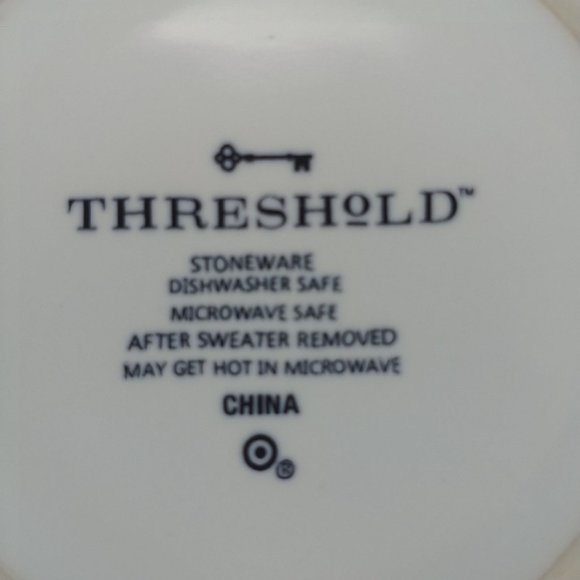 THRESHOLD™
STONEWARE
DISHWASHER SAFE
MICROWAVE SAFE
AFTER SWEATER REMOVED
MAY GET HOT IN MICROWAVE
CHINA
®